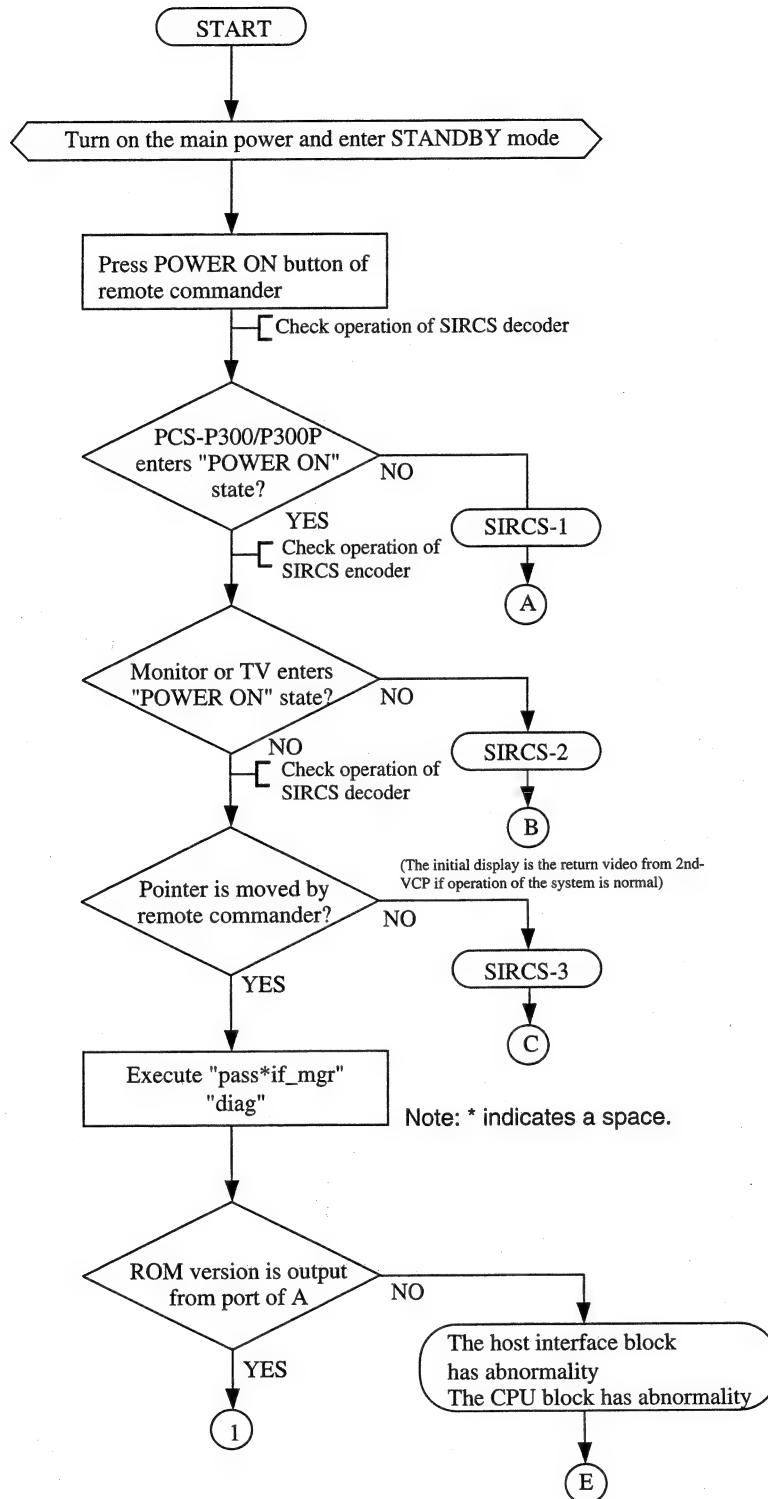 START
Turn on the main power and enter STANDBY mode
Press POWER ON button of
remote commander
Check operation of SIRCS decoder
PCS-P300/P300P
enters "POWER ON"
state?
NO
YES
SIRCS-1
Check operation of
SIRCS encoder
A
Monitor or TV enters
"POWER ON" state?
NO
NO
SIRCS-2
Check operation of
SIRCS decoder
B
(The initial display is the return video from 2nd-
VCP if operation of the system is normal)
Pointer is moved by
remote commander?
NO
SIRCS-3
YES
C
Execute "pass*if_mgr"
"diag"
Note: * indicates a space.
ROM version is output
from port of A
NO
The host interface block
has abnormality
The CPU block has abnormality
YES
1
E